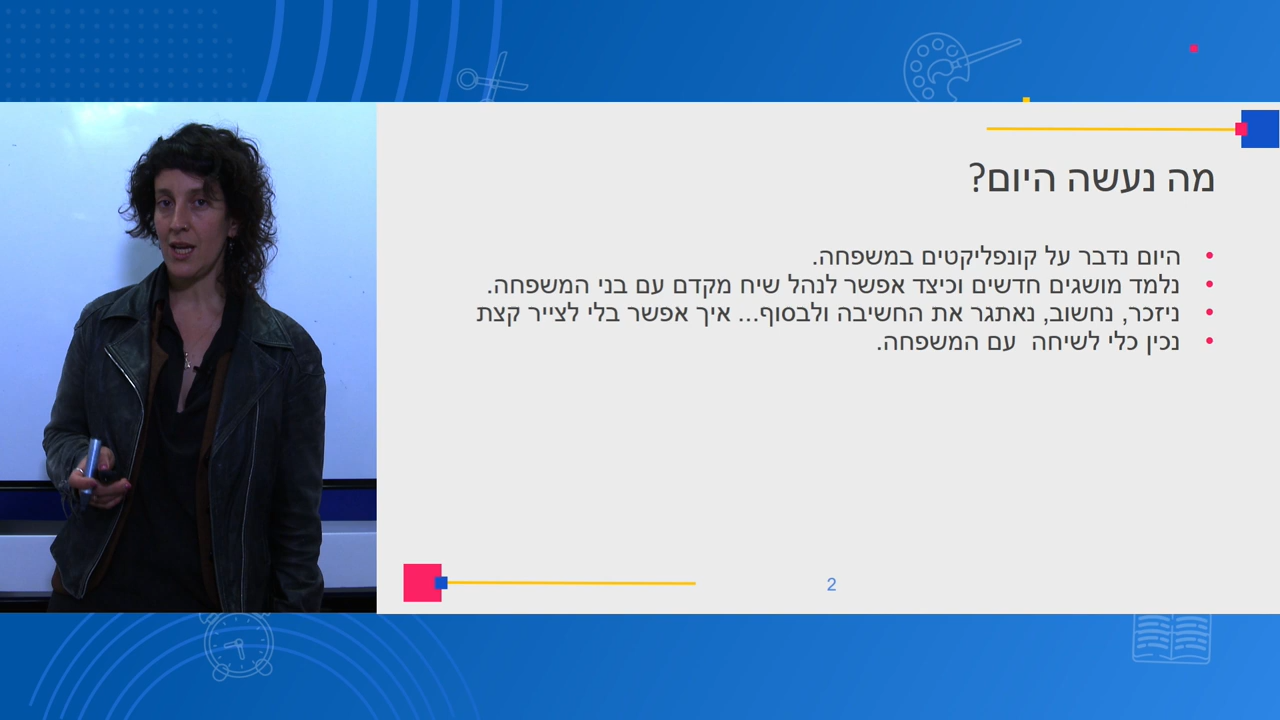 מה נעשה היום?
היום נדבר על קונפליקטים במשפחה.
נלמד מושגים חדשים וכיצד אפשר לנהל שיח מקדם עם בני המשפחה.
ניזכר, נחשוב, נאתגר את החשיבה ולבסוף... איך אפשר בלי לצייר קצת
נכין כלי לשיחה  עם המשפחה.
2